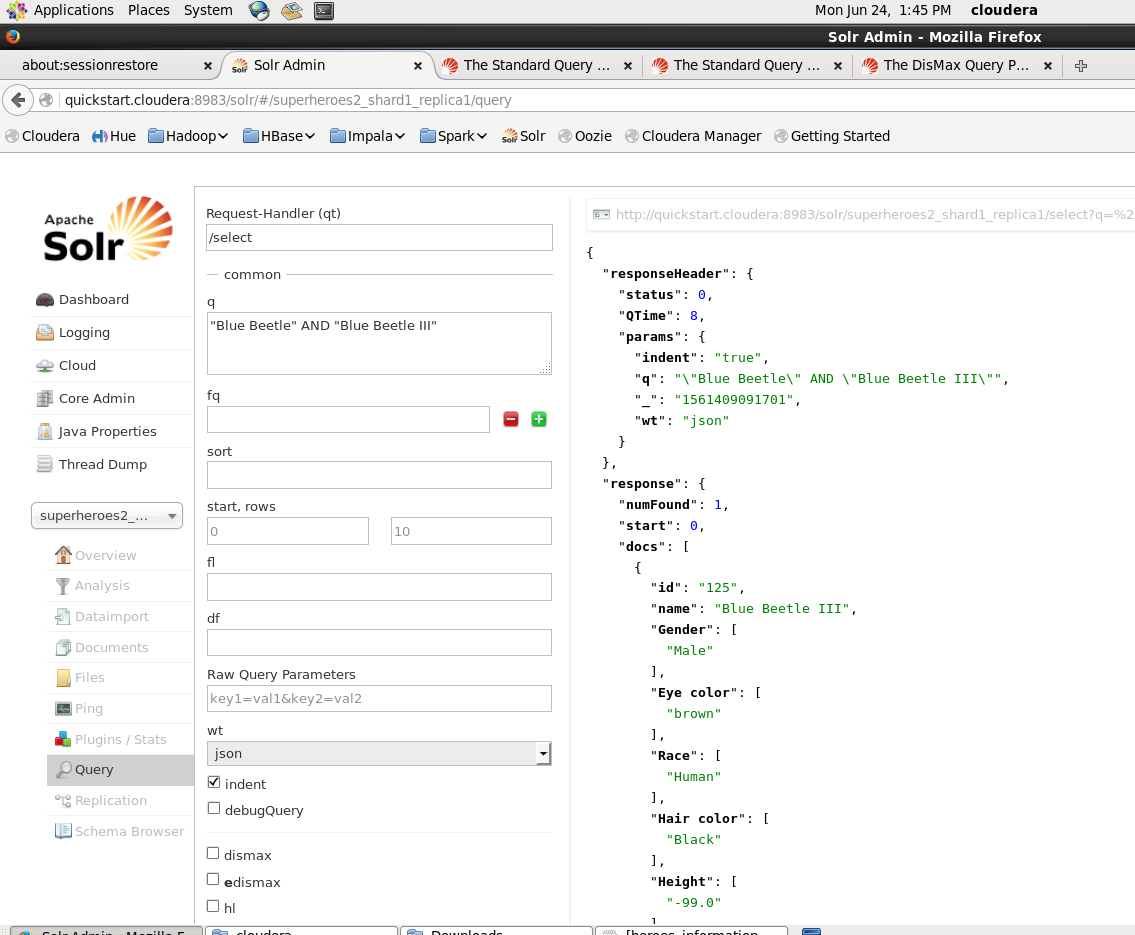 Applications Places System Mon Jun 24, 1:45 PM cloudera
Solr Admin - Mozilla Firefox
about:sessionrestore × Solr Admin × The Standard Query ... × The Standard Query ... × The DisMax Query P... ×
quickstart.cloudera:8983/solr/#/superheroes2_shard1_replica1/query
Cloudera Hue Hadoop HBase Impala Spark Solr Oozie Cloudera Manager Getting Started
Apache
Solr
Dashboard
Logging
Cloud
Core Admin
Java Properties
Thread Dump
superheroes2_...
Overview
Analysis
Dataimport
Documents
Files
Ping
Plugins / Stats
Query
Replication
Schema Browser
Request-Handler (qt)
/select
common
q
"Blue Beetle" AND "Blue Beetle III"
fq
sort
start, rows
0 10
fl
df
Raw Query Parameters
key1=val1&key2=val2
wt
json
indent
debugQuery
dismax
edismax
hl
http://quickstart.cloudera:8983/solr/superheroes2_shard1_replica1/select?q=%2
{
"responseHeader": {
"status": 0,
"QTime": 8,
"params": {
"indent": "true",
"q": "\"Blue Beetle\" AND \"Blue Beetle III\"",
"_": "1561409091701",
"wt": "json"
}
},
"response": {
"numFound": 1,
"start": 0,
"docs": [
{
"id": "125",
"name": "Blue Beetle III",
"Gender": [
"Male"
],
"Eye color": [
"brown"
],
"Race": [
"Human"
],
"Hair color": [
"Black"
],
"Height": [
"-99.0"
Solr Admin - Mozilla F... cloudera Downloads [heroes_information...